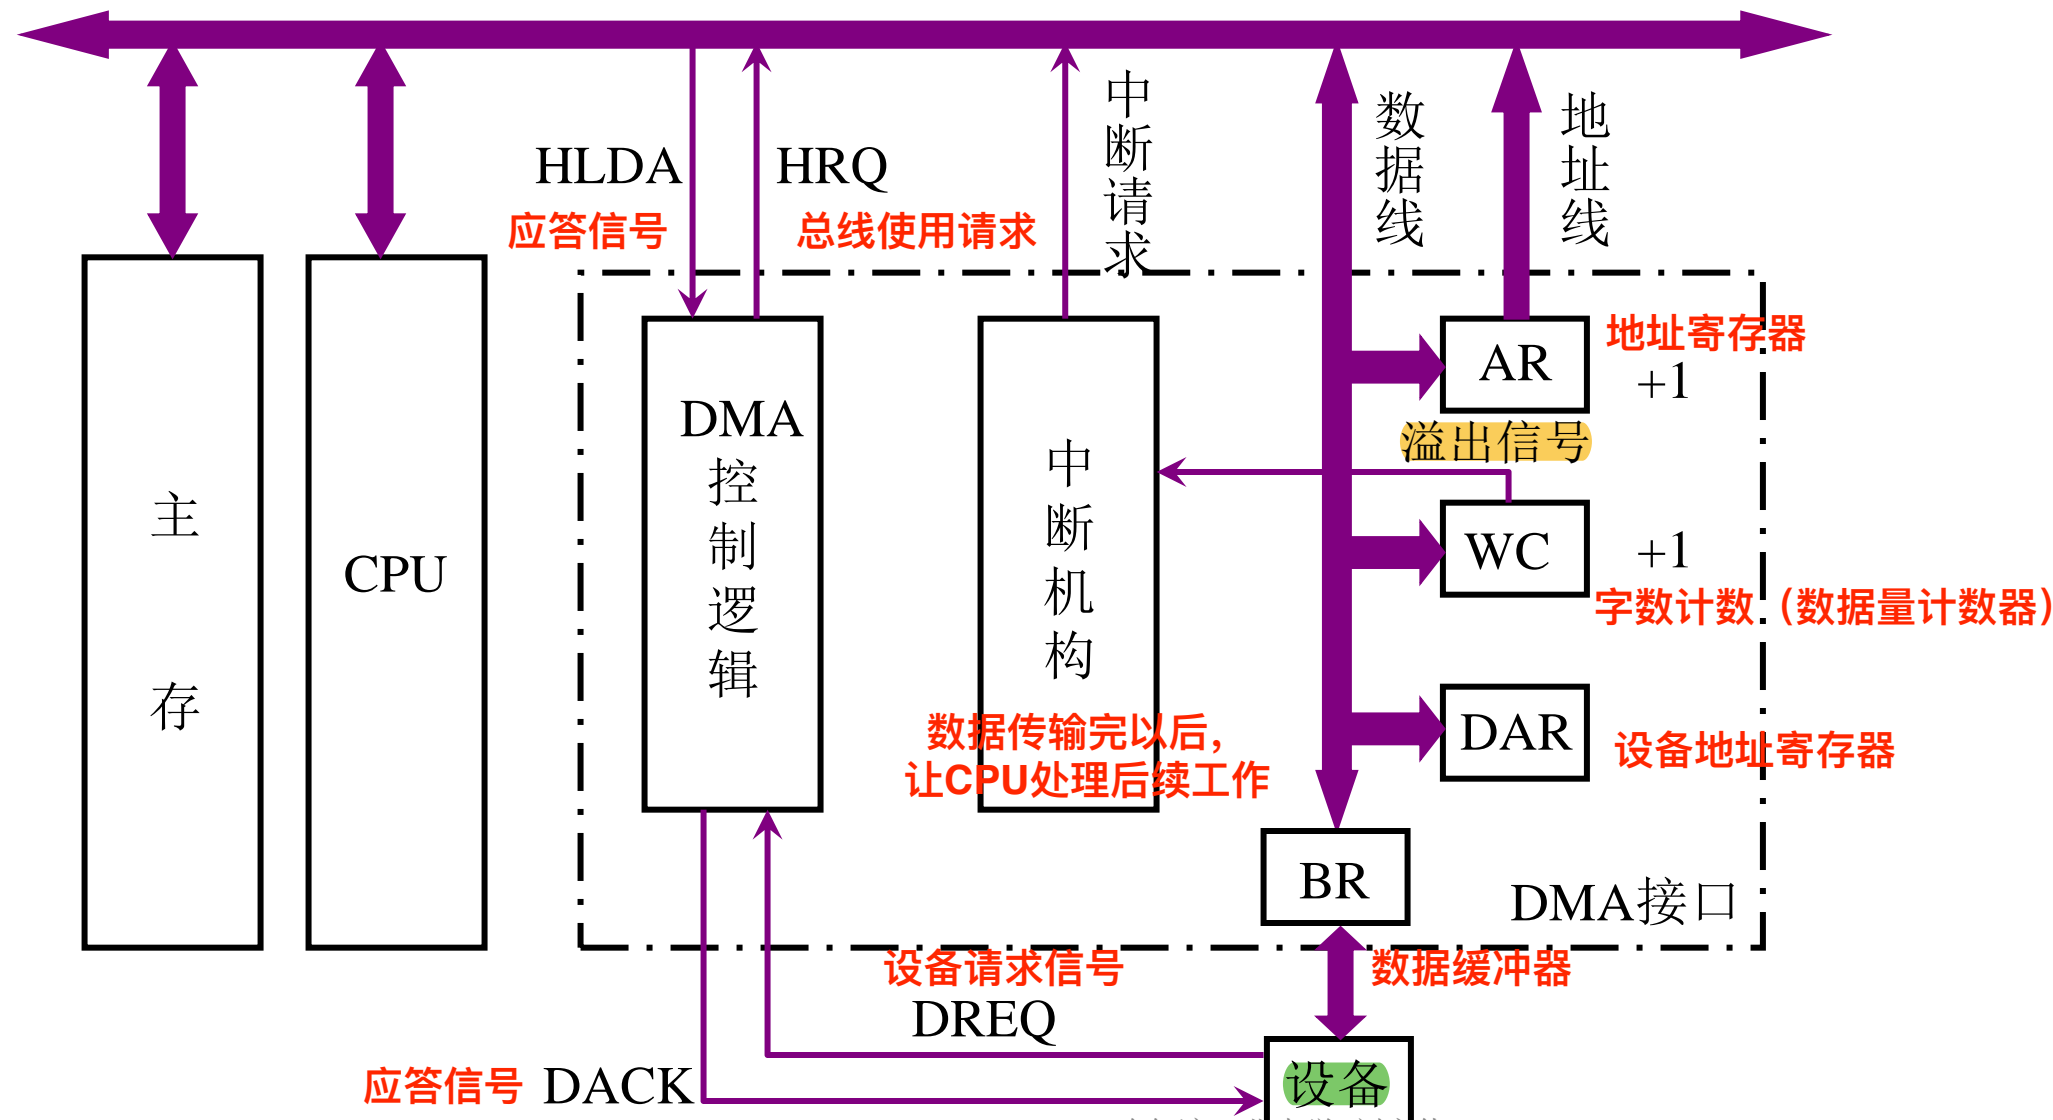 HLDA
应答信号
HRQ
总线使用请求
中断请求
数据线
地址线
主存
CPU
DMA
控制逻辑
中断机构
数据传输完以后,
让CPU处理后续工作
AR
地址寄存器
+1
溢出信号
WC
+1
字数计数（数据量计数器）
DAR
设备地址寄存器
BR
DMA接口
设备请求信号
数据缓冲器
DREQ
应答信号
DACK
设备